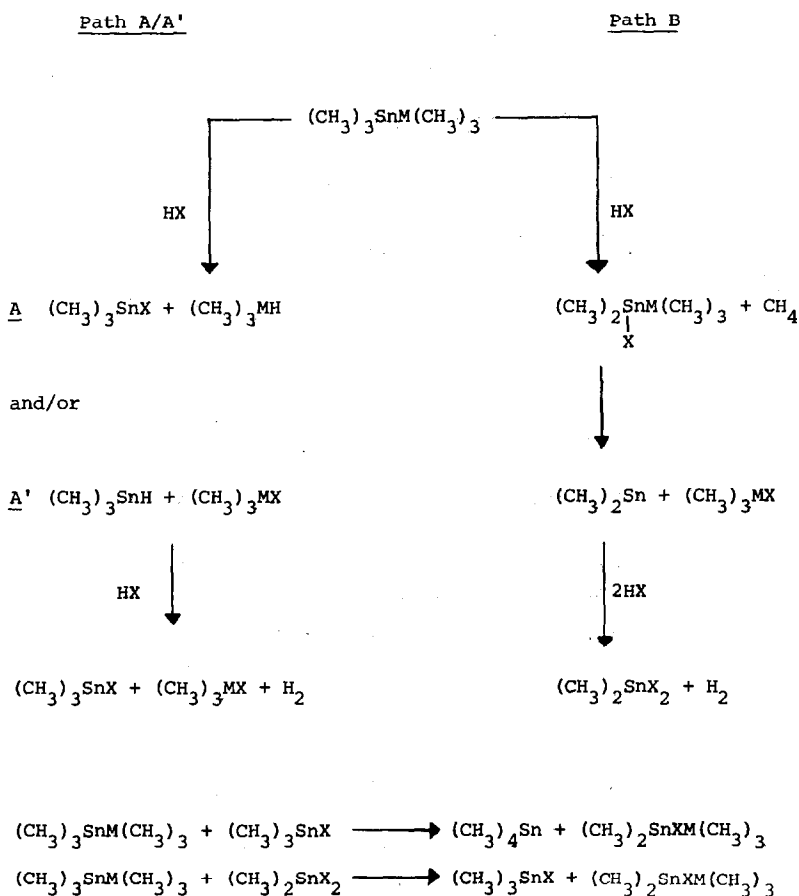 Path A/A' Path B
(CH₃)₃SnM(CH₃)₃
HX HX
A (CH₃)₃SnX + (CH₃)₃MH (CH₃)₂SnM(CH₃)₃ + CH₄
X
and/or
A' (CH₃)₃SnH + (CH₃)₃MX (CH₃)₂Sn + (CH₃)₃MX
HX 2HX
(CH₃)₃SnX + (CH₃)₃MX + H₂ (CH₃)₂SnX₂ + H₂
(CH₃)₃SnM(CH₃)₃ + (CH₃)₃SnX → (CH₃)₄Sn + (CH₃)₂SnXM(CH₃)₃
(CH₃)₃SnM(CH₃)₃ + (CH₃)₂SnX₂ → (CH₃)₃SnX + (CH₃)₂SnXM(CH₃)₃